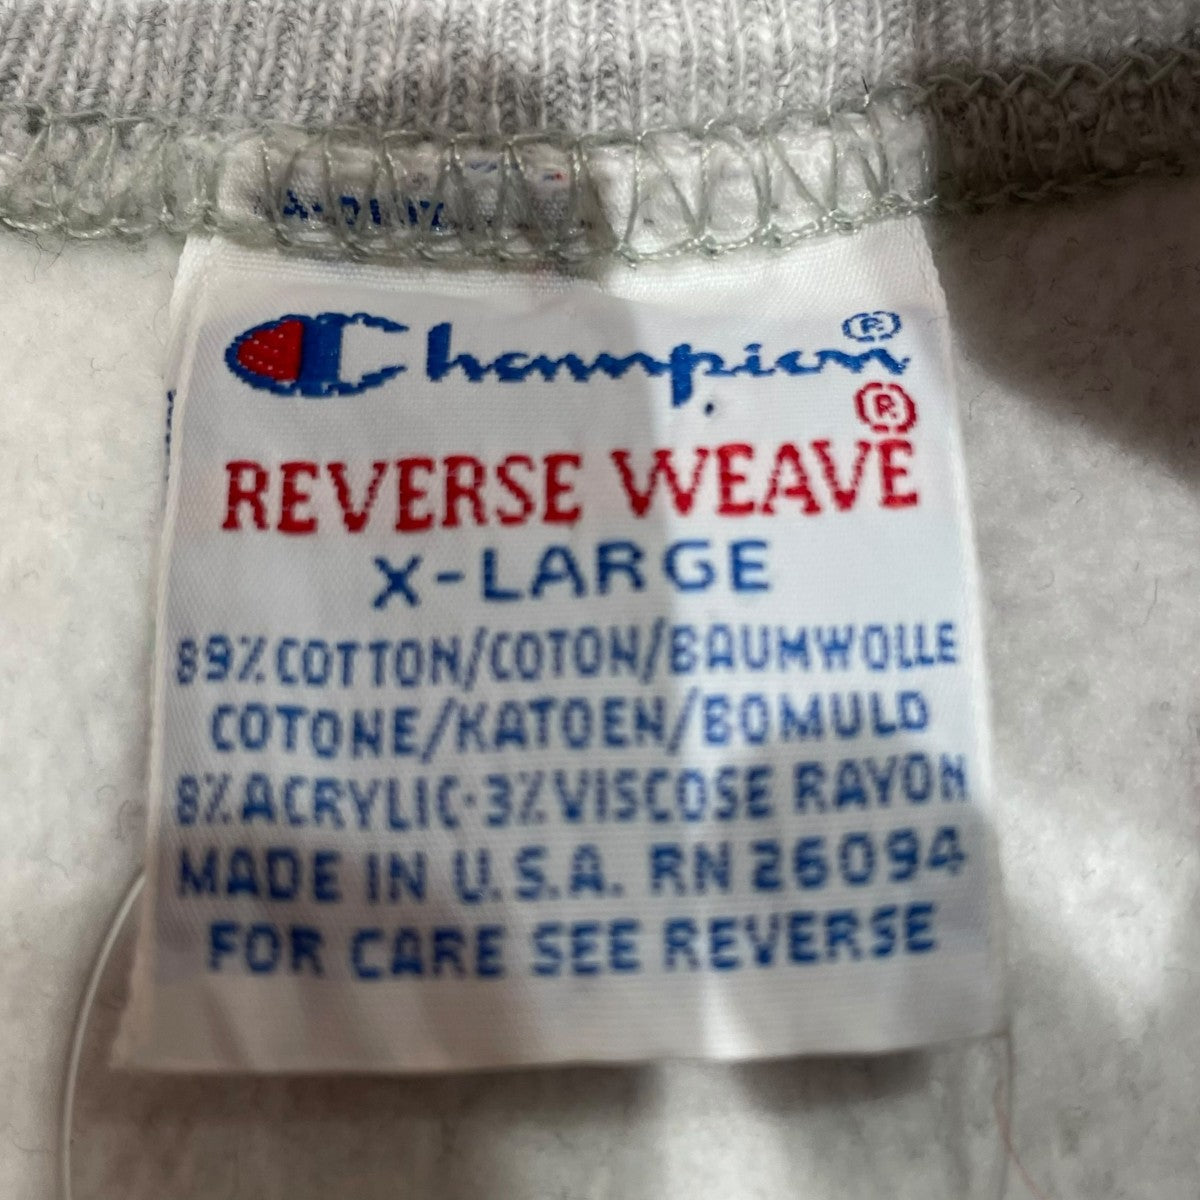 Champion®
REVERSE WEAVE®
X-LARGE
89% COTTON/COTON/BAUMWOLLE
COTONE/KATOEN/BOMULD
8% ACRYLIC·3% VISCOSE RAYON
MADE IN U.S.A. RN 26094
FOR CARE SEE REVERSE